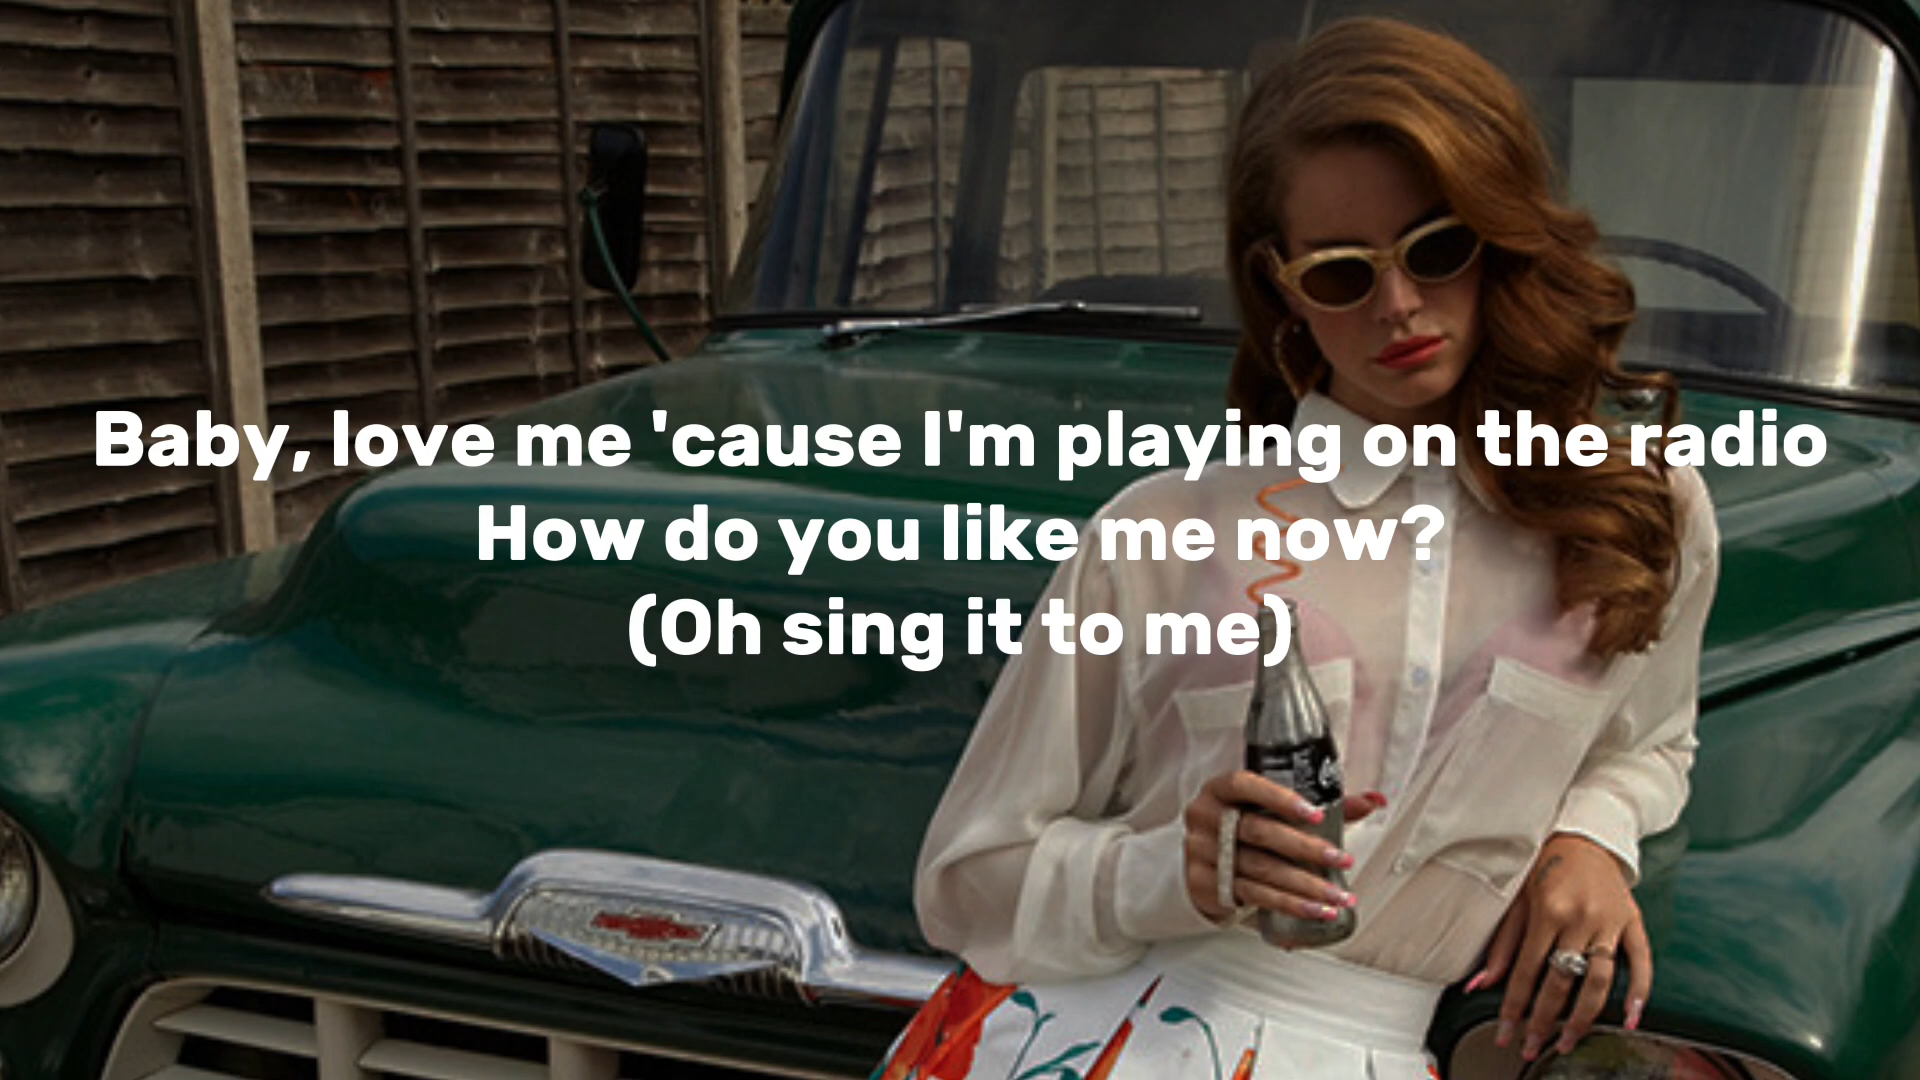 Baby, love me 'cause I'm playing on the radio
How do you like me now?
(Oh sing it to me)